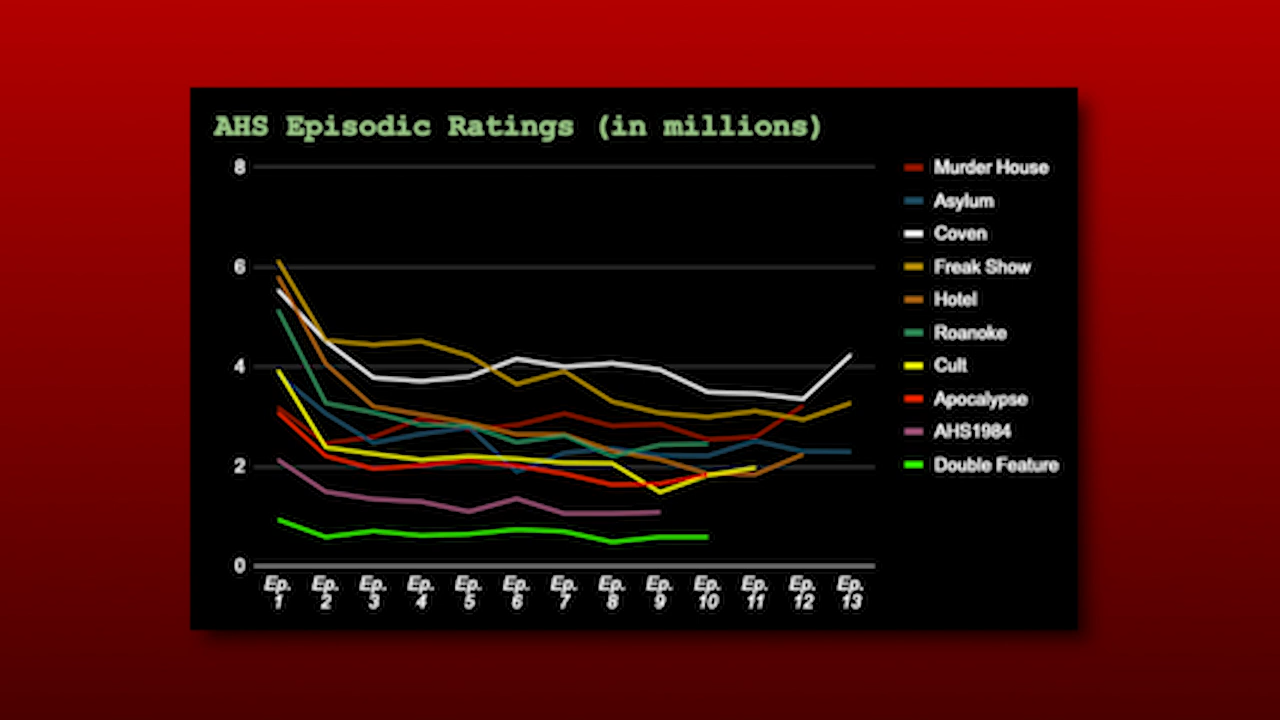 AHS Episodic Ratings (in millions)
8
6
4
2
0
Ep. 1
Ep. 2
Ep. 3
Ep. 4
Ep. 5
Ep. 6
Ep. 7
Ep. 8
Ep. 9
Ep. 10
Ep. 11
Ep. 12
Ep. 13
Murder House
Asylum
Coven
Freak Show
Hotel
Roanoke
Cult
Apocalypse
AHS1984
Double Feature